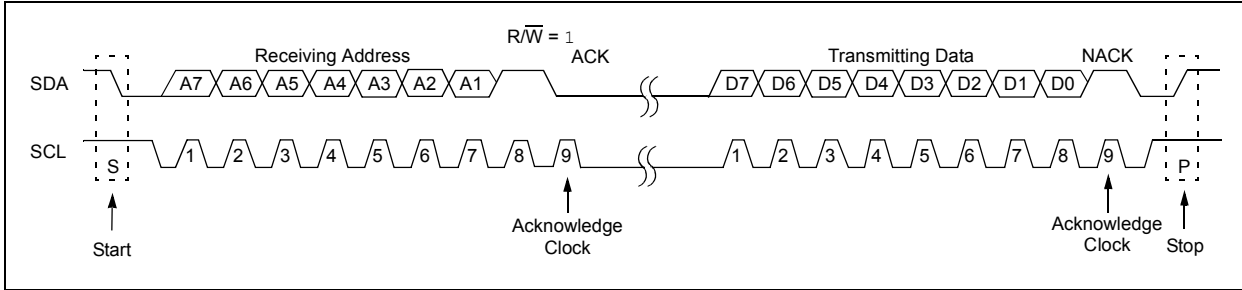 R/W̅ = 1
Receiving Address ACK Transmitting Data NACK
SDA A7 A6 A5 A4 A3 A2 A1 D7 D6 D5 D4 D3 D2 D1 D0
SCL 1 2 3 4 5 6 7 8 9 1 2 3 4 5 6 7 8 9
S P
Start Acknowledge Clock Acknowledge Clock Stop